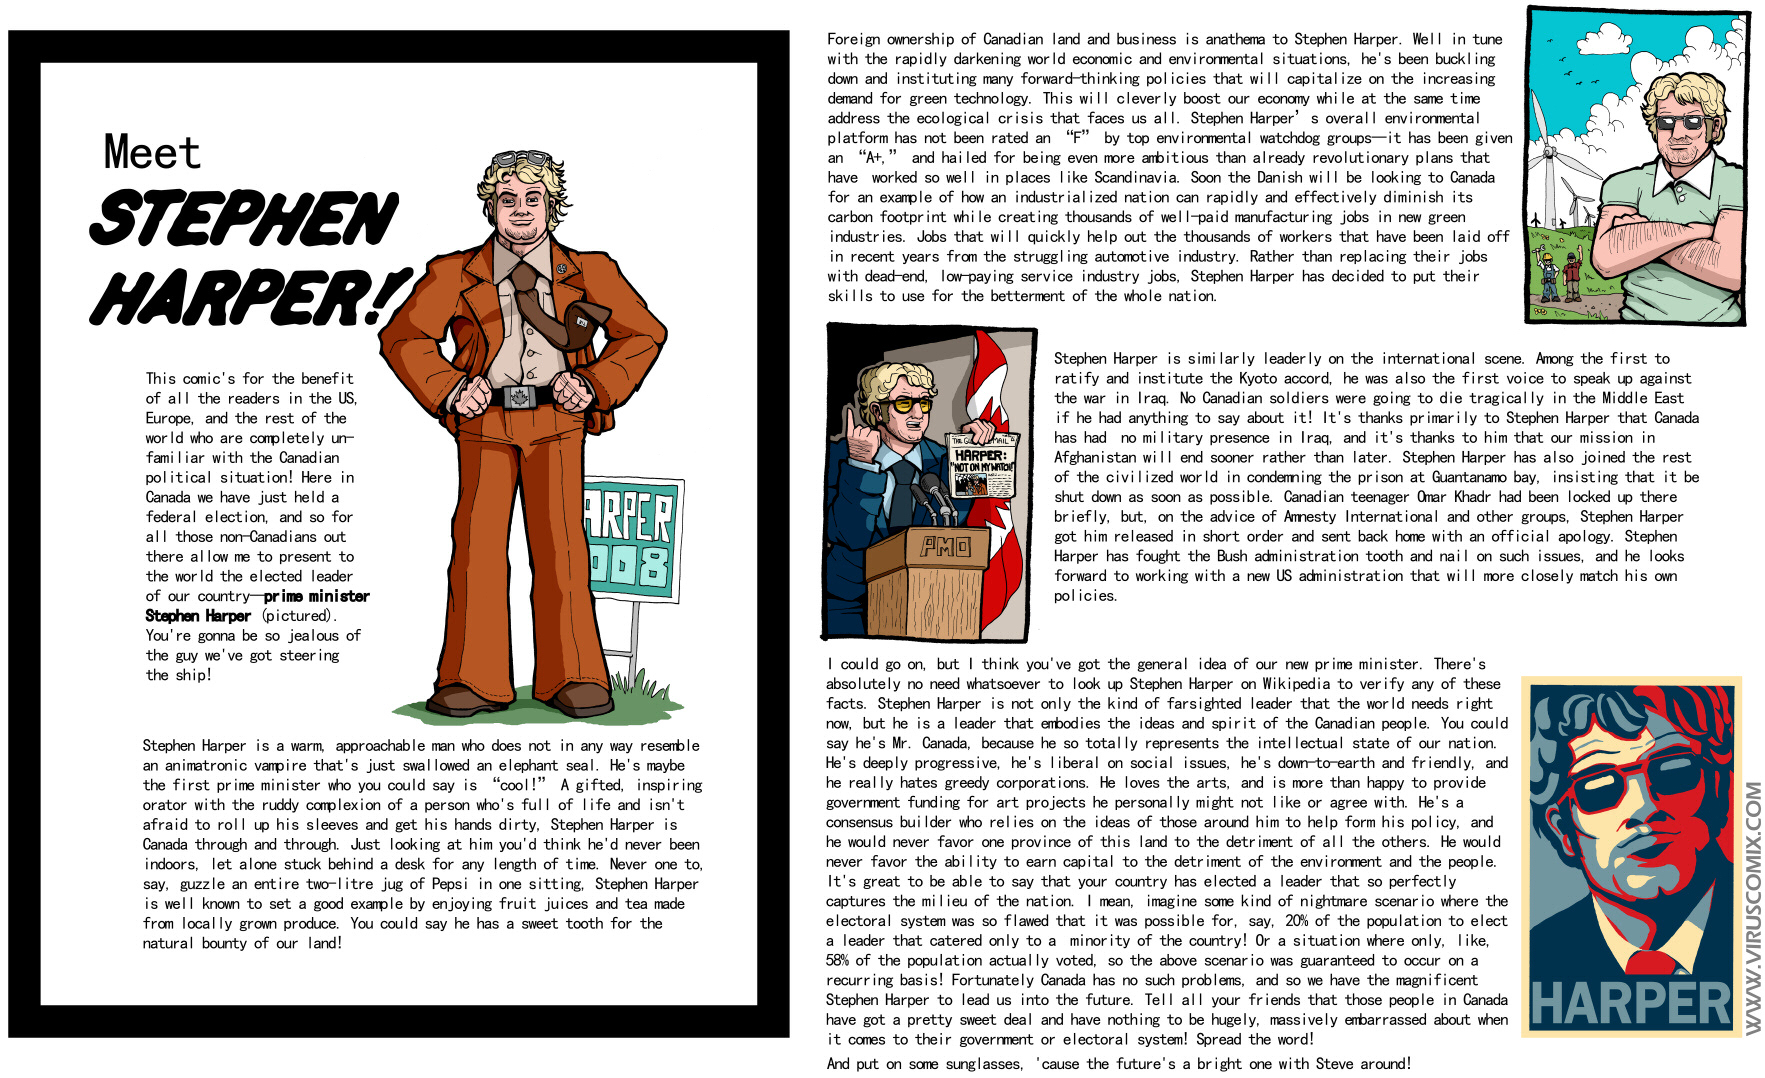 Meet
STEPHEN
HARPER!
This comic's for the benefit
of all the readers in the US,
Europe, and the rest of the
world who are completely un-
familiar with the Canadian
political situation! Here in
Canada we have just held a
federal election, and so for
all those non-Canadians out
there allow me to present to
the world the elected leader
of our country—prime minister
Stephen Harper (pictured).
You're gonna be so jealous of
the guy we've got steering
the ship!
ARPER
008
Stephen Harper is a warm, approachable man who does not in any way resemble
an animatronic vampire that's just swallowed an elephant seal. He's maybe
the first prime minister who you could say is “cool!” A gifted, inspiring
orator with the ruddy complexion of a person who's full of life and isn't
afraid to roll up his sleeves and get his hands dirty, Stephen Harper is
Canada through and through. Just looking at him you'd think he'd never been
indoors, let alone stuck behind a desk for any length of time. Never one to,
say, guzzle an entire two-litre jug of Pepsi in one sitting, Stephen Harper
is well known to set a good example by enjoying fruit juices and tea made
from locally grown produce. You could say he has a sweet tooth for the
natural bounty of our land!
Foreign ownership of Canadian land and business is anathema to Stephen Harper. Well in tune
with the rapidly darkening world economic and environmental situations, he's been buckling
down and instituting many forward-thinking policies that will capitalize on the increasing
demand for green technology. This will cleverly boost our economy while at the same time
address the ecological crisis that faces us all. Stephen Harper’s overall environmental
platform has not been rated an “F” by top environmental watchdog groups—it has been given
an “A+,” and hailed for being even more ambitious than already revolutionary plans that
have worked so well in places like Scandinavia. Soon the Danish will be looking to Canada
for an example of how an industrialized nation can rapidly and effectively diminish its
carbon footprint while creating thousands of well-paid manufacturing jobs in new green
industries. Jobs that will quickly help out the thousands of workers that have been laid off
in recent years from the struggling automotive industry. Rather than replacing their jobs
with dead-end, low-paying service industry jobs, Stephen Harper has decided to put their
skills to use for the betterment of the whole nation.
HARPER:
"NOT ON MY WATCH!"
PMO
Stephen Harper is similarly leaderly on the international scene. Among the first to
ratify and institute the Kyoto accord, he was also the first voice to speak up against
the war in Iraq. No Canadian soldiers were going to die tragically in the Middle East
if he had anything to say about it! It's thanks primarily to Stephen Harper that Canada
has had no military presence in Iraq, and it's thanks to him that our mission in
Afghanistan will end sooner rather than later. Stephen Harper has also joined the rest
of the civilized world in condemning the prison at Guantanamo bay, insisting that it be
shut down as soon as possible. Canadian teenager Omar Khadr had been locked up there
briefly, but, on the advice of Amnesty International and other groups, Stephen Harper
got him released in short order and sent back home with an official apology. Stephen
Harper has fought the Bush administration tooth and nail on such issues, and he looks
forward to working with a new US administration that will more closely match his own
policies.
I could go on, but I think you've got the general idea of our new prime minister. There's
absolutely no need whatsoever to look up Stephen Harper on Wikipedia to verify any of these
facts. Stephen Harper is not only the kind of farsighted leader that the world needs right
now, but he is a leader that embodies the ideas and spirit of the Canadian people. You could
say he's Mr. Canada, because he so totally represents the intellectual state of our nation.
He's deeply progressive, he's liberal on social issues, he's down-to-earth and friendly, and
he really hates greedy corporations. He loves the arts, and is more than happy to provide
government funding for art projects he personally might not like or agree with. He's a
consensus builder who relies on the ideas of those around him to help form his policy, and
he would never favor one province of this land to the detriment of all the others. He would
never favor the ability to earn capital to the detriment of the environment and the people.
It's great to be able to say that your country has elected a leader that so perfectly
captures the milieu of the nation. I mean, imagine some kind of nightmare scenario where the
electoral system was so flawed that it was possible for, say, 20% of the population to elect
a leader that catered only to a minority of the country! Or a situation where only, like,
58% of the population actually voted, so the above scenario was guaranteed to occur on a
recurring basis! Fortunately Canada has no such problems, and so we have the magnificent
Stephen Harper to lead us into the future. Tell all your friends that those people in Canada
have got a pretty sweet deal and have nothing to be hugely, massively embarrassed about when
it comes to their government or electoral system! Spread the word!
And put on some sunglasses, 'cause the future's a bright one with Steve around!
HARPER
WWW.VIRUSCOMIX.COM